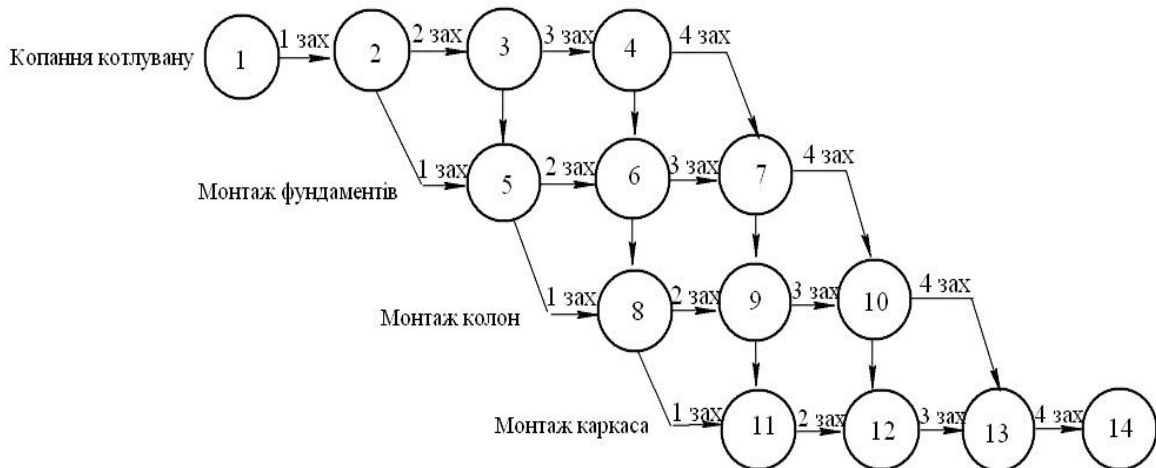 1 зах 2 зах 3 зах 4 зах
Копання котлувану 1 2 3 4
1 зах 2 зах 3 зах 4 зах
Монтаж фундаментів 5 6 7
1 зах 2 зах 3 зах 4 зах
Монтаж колон 8 9 10
1 зах 2 зах 3 зах 4 зах
Монтаж каркаса 11 12 13 14